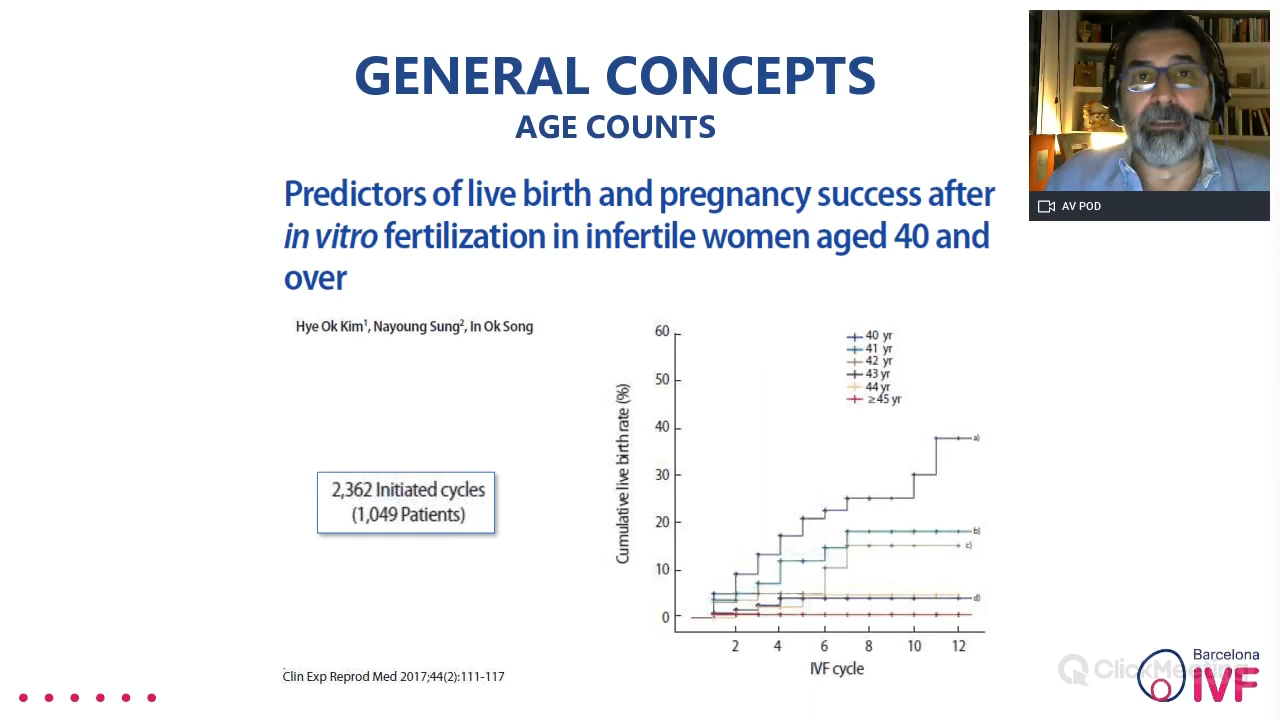 GENERAL CONCEPTS
AGE COUNTS
AV POD
Predictors of live birth and pregnancy success after
in vitro fertilization in infertile women aged 40 and
over
Hye Ok Kim1, Nayoung Sung2, In Ok Song
2,362 Initiated cycles
(1,049 Patients)
Cumulative live birth rate (%)
60
50
40
30
20
10
0
40 yr
41 yr
42 yr
43 yr
44 yr
≥45 yr
a)
b)
c)
d)
2 4 6 8 10 12
IVF cycle
Clin Exp Reprod Med 2017;44(2):111-117
ClickMeeting
Barcelona
IVF